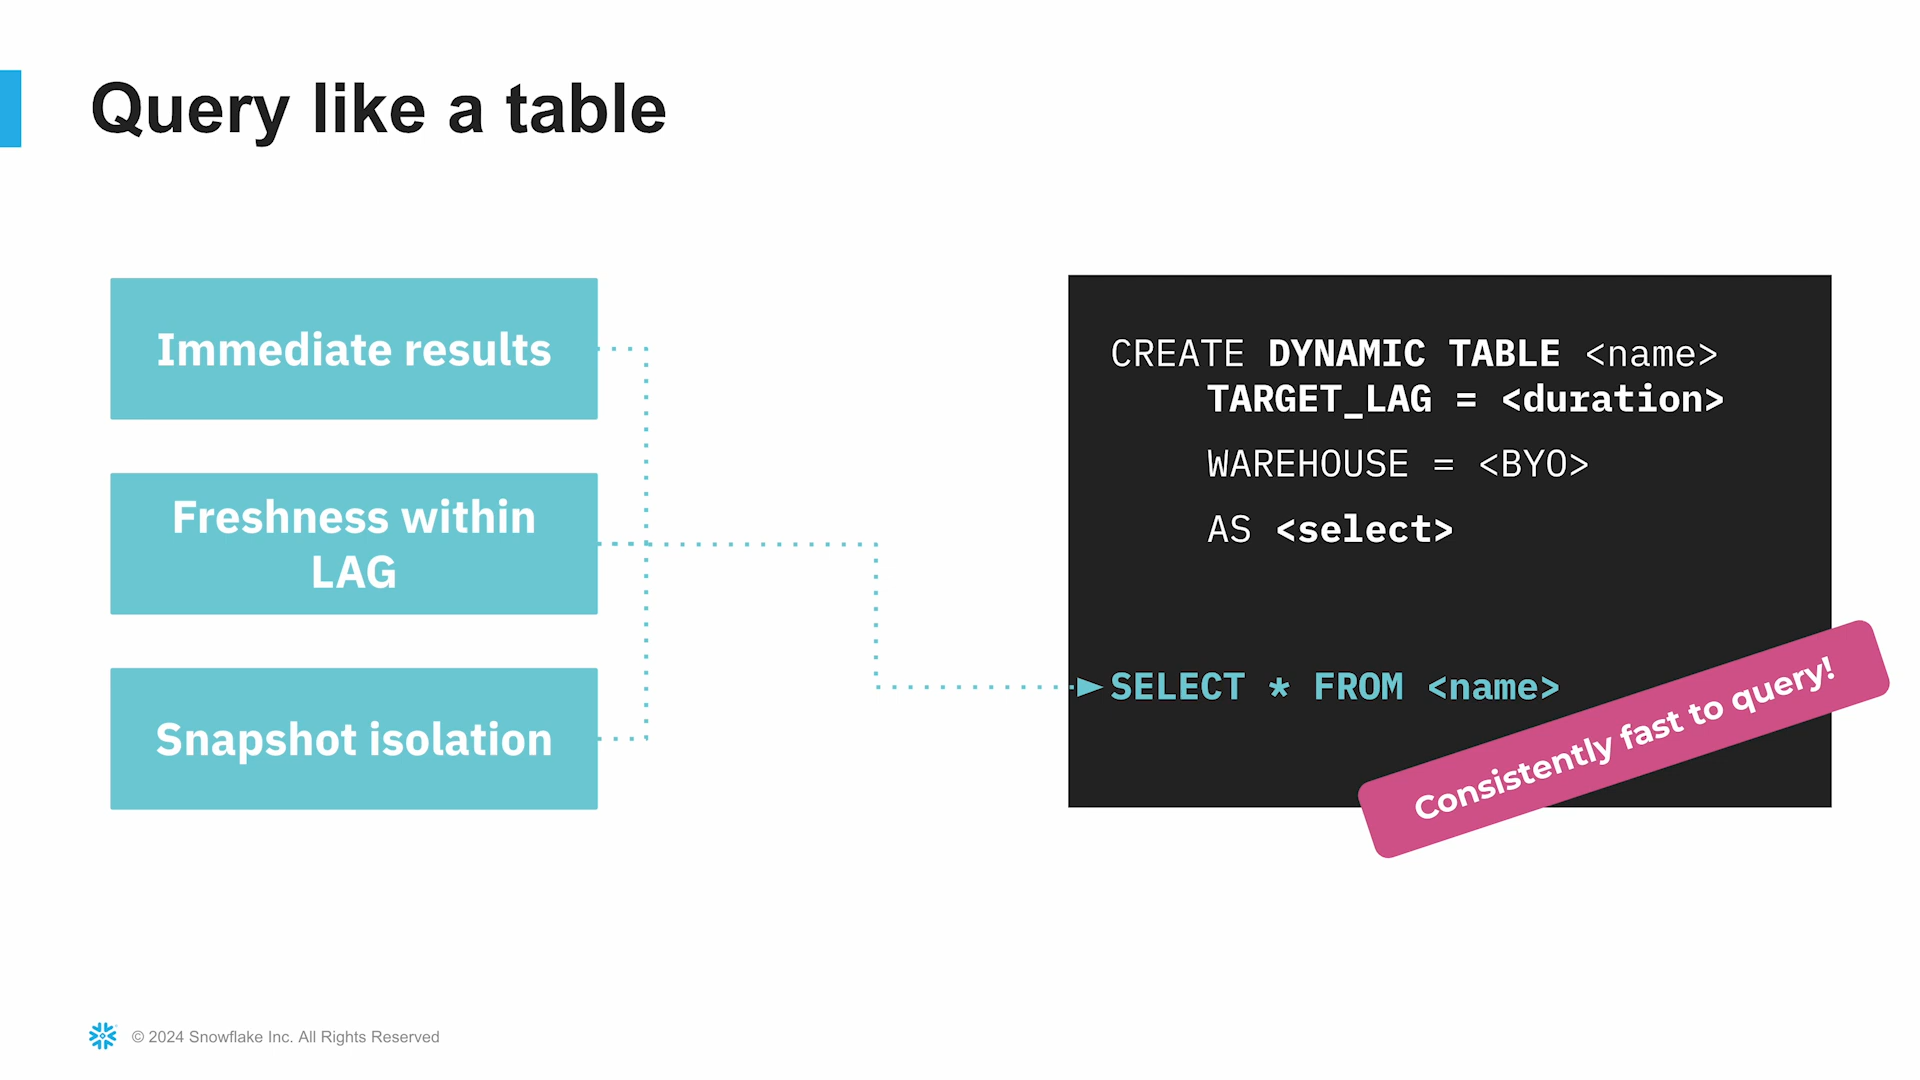 Query like a table
Immediate results
Freshness within
LAG
Snapshot isolation
CREATE DYNAMIC TABLE <name>
TARGET_LAG = <duration>
WAREHOUSE = <BYO>
AS <select>
SELECT * FROM <name>
Consistently fast to query!
© 2024 Snowflake Inc. All Rights Reserved